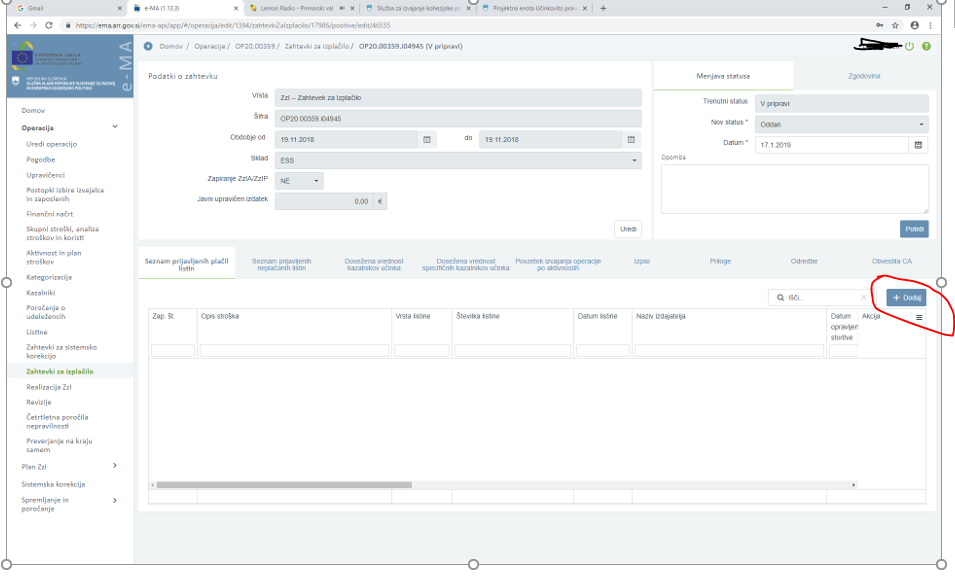 Gmail
e-MA (1.13.3)
Lemon Radio - Primorski val
Služba za izvajanje kohezijske po
Projektna enota Učinkovito prav
https://ema.arr.gov.si/ema-api/app/#/operacija/edit/1394/zahtevkiZaIzplacilo/17986/positive/edit/46535
EVROPSKA UNIJA
REPUBLIKA SLOVENIJA
SLUŽBA VLADE REPUBLIKE SLOVENIJE ZA RAZVOJ
IN EVROPSKO KOHEZIJSKO POLITIKO
e-MA
Domov / Operacije / OP20.00359 / Zahtevki za izplačilo / OP20.00359.I04945 (V pripravi)
Domov
Operacija
Uredi operacijo
Pogodbe
Upravičenci
Postopki izbire izvajalca
in zaposlenih
Finančni načrt
Skupni stroški, analiza
stroškov in koristi
Aktivnost in plan
stroškov
Kategorizacija
Kazalniki
Poročanje o
udeležencih
Listine
Zahtevki za sistemsko
korekcijo
Zahtevki za izplačilo
Realizacija ZzI
Revizije
Četrtletna poročila
nepravilnosti
Preverjanje na kraju
samem
Plan ZzI
Sistemska korekcija
Spremljanje in
poročanje
Podatki o zahtevku
Vrsta
ZzI – Zahtevek za izplačilo
Šifra
OP20.00359.I04945
Obdobje od
19.11.2018
do
19.11.2018
Sklad
ESS
Zapiranje ZzIA/ZzIP
NE
Javni upravičen izdatek
0,00 €
Uredi
Menjava statusa
Zgodovina
Trenutni status
V pripravi
Nov status *
Oddan
Datum *
17.1.2019
Opomba
Potrdi
Seznam prijavljenih plačil
listin
Seznam prijavljenih
neplačanih listin
Dosežena vrednost
kazalnikov učinka
Dosežena vrednost
specifičnih kazalnikov učinka
Povzetek izvajanja operacije
po aktivnostih
Izpisi
Priloge
Odredbe
Obvestila CA
Išči...
+ Dodaj
Zap. št.
Opis stroška
Vrsta listine
Številka listine
Datum listine
Naziv izdajatelja
Datum
opravljen
storitve
Akcija